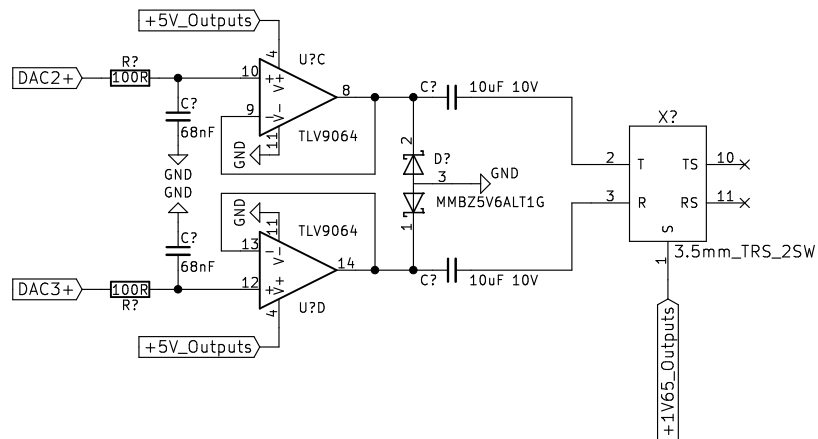 +5V_Outputs
4
U?C
R?
DAC2+
100R
10
+
V+
8
C?
10uF 10V
9
-
V-
11
TLV9064
C?
68nF
GND
GND
X?
2
T
TS
10
2
D?
3
GND
MMBZ5V6ALT1G
1
3
R
RS
11
S
1
3.5mm_TRS_2SW
GND
GND
11
TLV9064
C?
68nF
13
-
V-
14
C?
10uF 10V
DAC3+
100R
R?
12
+
V+
4
U?D
+5V_Outputs
+1V65_Outputs